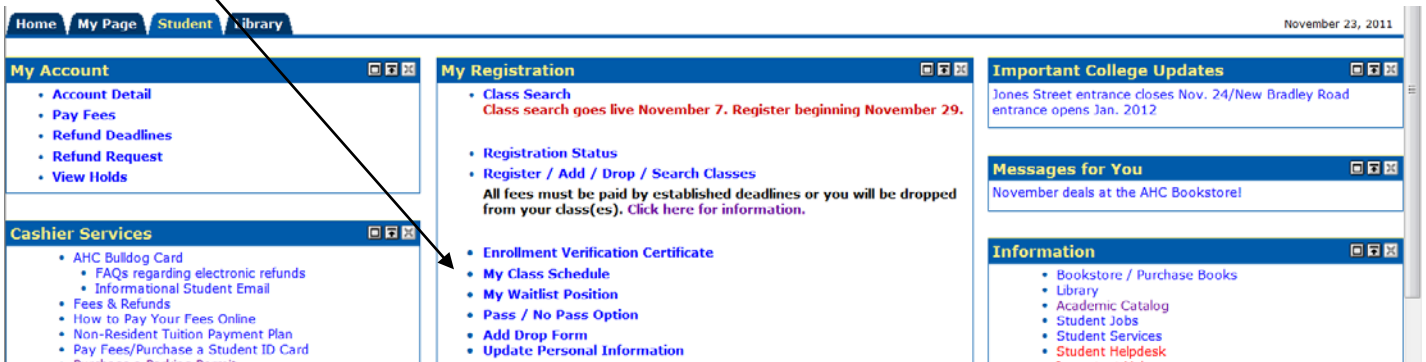 Home My Page Student Library
November 23, 2011
My Account
Account Detail
Pay Fees
Refund Deadlines
Refund Request
View Holds
Cashier Services
AHC Bulldog Card
FAQs regarding electronic refunds
Informational Student Email
Fees & Refunds
How to Pay Your Fees Online
Non-Resident Tuition Payment Plan
Pay Fees/Purchase a Student ID Card
My Registration
Class Search
Class search goes live November 7. Register beginning November 29.
Registration Status
Register / Add / Drop / Search Classes
All fees must be paid by established deadlines or you will be dropped
from your class(es). Click here for information.
Enrollment Verification Certificate
My Class Schedule
My Waitlist Position
Pass / No Pass Option
Add Drop Form
Update Personal Information
Important College Updates
Jones Street entrance closes Nov. 24/New Bradley Road
entrance opens Jan. 2012
Messages for You
November deals at the AHC Bookstore!
Information
Bookstore / Purchase Books
Library
Academic Catalog
Student Jobs
Student Services
Student Helpdesk